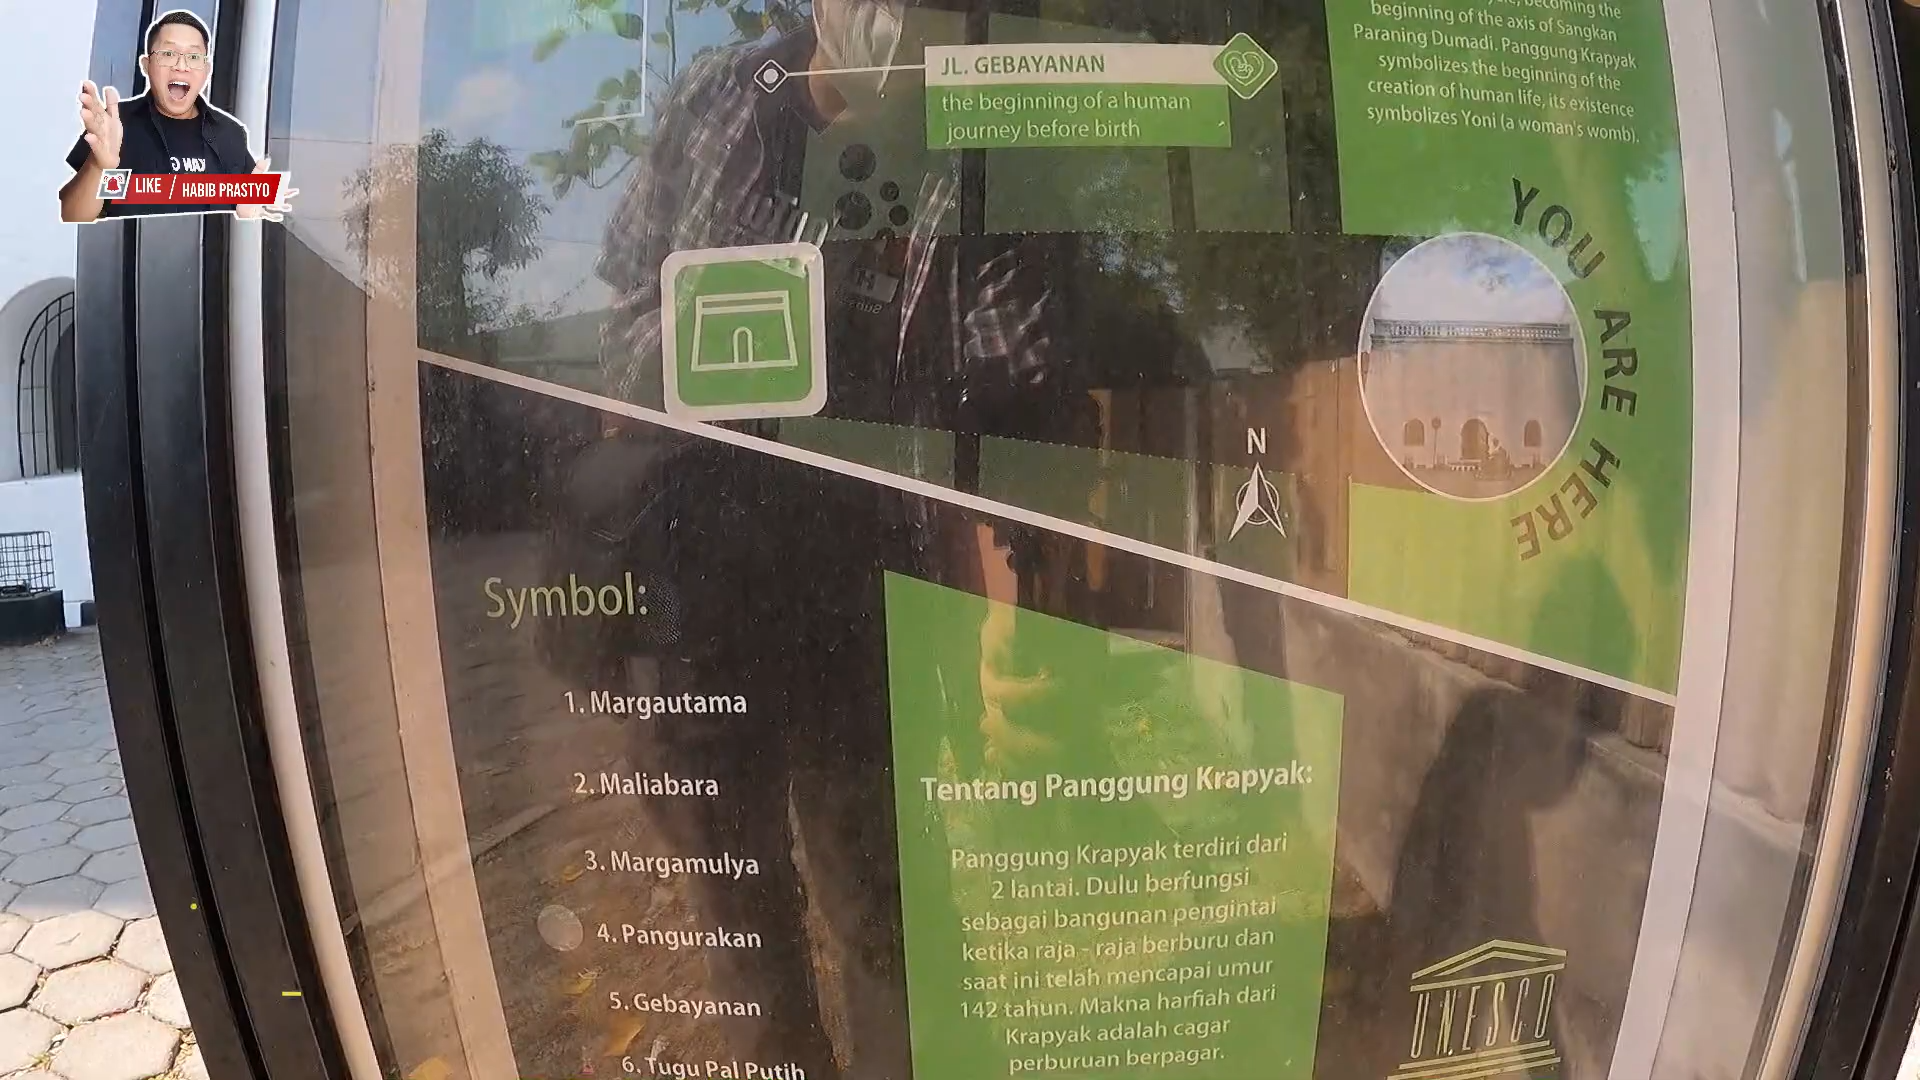 becoming the
beginning of the axis of Sangkan
Paraning Dumadi. Panggung Krapyak
symbolizes the beginning of the
creation of human life, its existence
symbolizes Yoni (a woman's womb).
JL. GEBAYANAN
the beginning of a human
journey before birth
LIKE / HABIB PRASTYO
YOU ARE HERE
N
Symbol:
1. Margautama
2. Maliabara
3. Margamulya
4. Pangurakan
5. Gebayanan
6. Tugu Pal Putih
Tentang Panggung Krapyak:
Panggung Krapyak terdiri dari
2 lantai. Dulu berfungsi
sebagai bangunan pengintai
ketika raja - raja berburu dan
saat ini telah mencapai umur
142 tahun. Makna harfiah dari
Krapyak adalah cagar
perburuan berpagar.
UNESCO